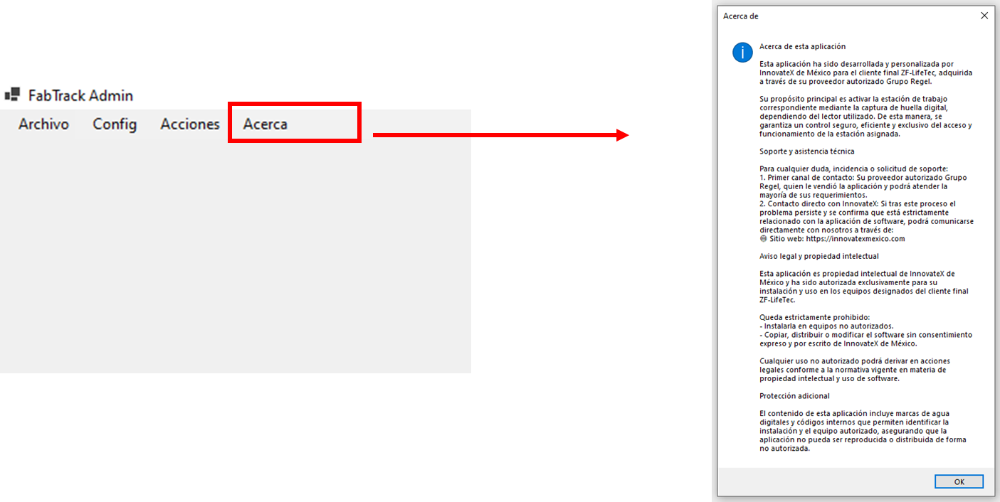 FabTrack Admin
Archivo Config Acciones Acerca
Acerca de
Acerca de esta aplicación
Esta aplicación ha sido desarrollada y personalizada por
InnovateX de México para el cliente final ZF-LifeTec, adquirida
a través de su proveedor autorizado Grupo Regel.
Su propósito principal es activar la estación de trabajo
correspondiente mediante la captura de huella digital,
dependiendo del lector utilizado. De esta manera, se
garantiza un control seguro, eficiente y exclusivo del acceso y
funcionamiento de la estación asignada.
Soporte y asistencia técnica
Para cualquier duda, incidencia o solicitud de soporte:
1. Primer canal de contacto: Su proveedor autorizado Grupo
Regel, quien le vendió la aplicación y podrá atender la
mayoría de sus requerimientos.
2. Contacto directo con InnovateX: Si tras este proceso el
problema persiste y se confirma que está estrictamente
relacionado con la aplicación de software, podrá comunicarse
directamente con nosotros a través de:
Sitio web: https://innovatexmexico.com
Aviso legal y propiedad intelectual
Esta aplicación es propiedad intelectual de InnovateX de
México y ha sido autorizada exclusivamente para su
instalación y uso en los equipos designados del cliente final
ZF-LifeTec.
Queda estrictamente prohibido:
- Instalarla en equipos no autorizados.
- Copiar, distribuir o modificar el software sin consentimiento
expreso y por escrito de InnovateX de México.
Cualquier uso no autorizado podrá derivar en acciones
legales conforme a la normativa vigente en materia de
propiedad intelectual y uso de software.
Protección adicional
El contenido de esta aplicación incluye marcas de agua
digitales y códigos internos que permiten identificar la
instalación y el equipo autorizado, asegurando que la
aplicación no pueda ser reproducida o distribuida de forma
no autorizada.
OK